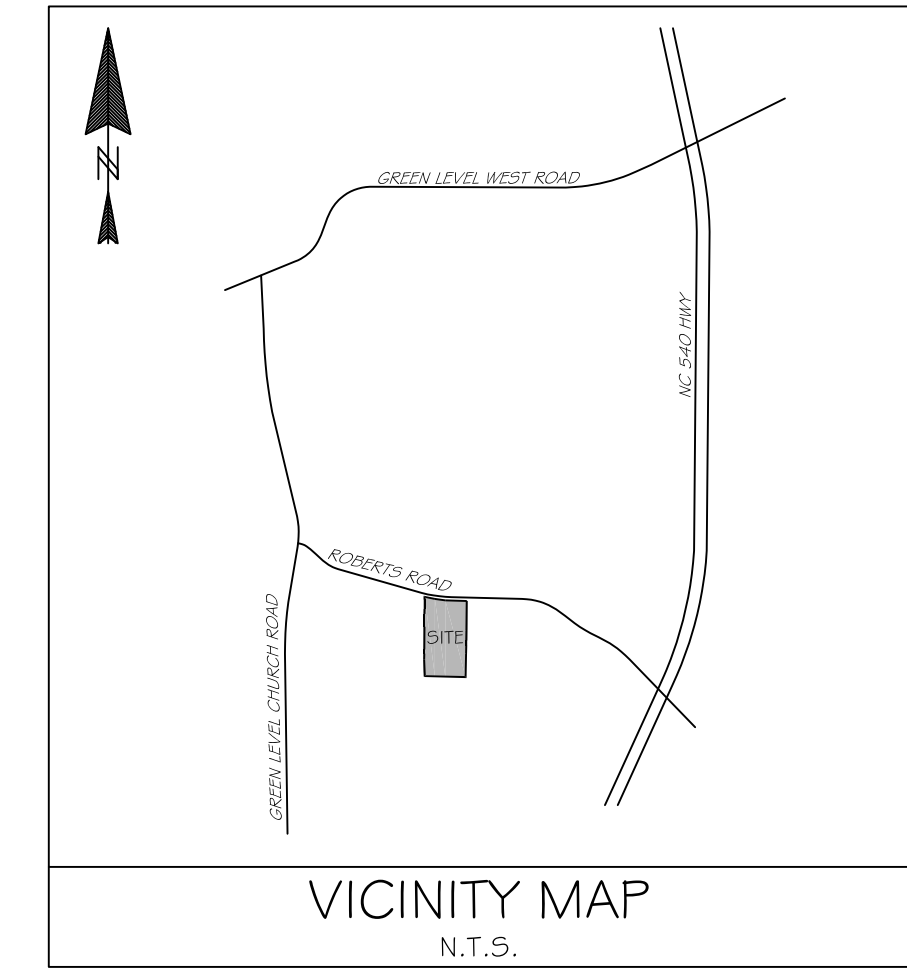 N
GREEN LEVEL WEST ROAD
NC 540 HWY
ROBERTS ROAD
SITE
GREEN LEVEL CHURCH ROAD
VICINITY MAP
N.T.S.